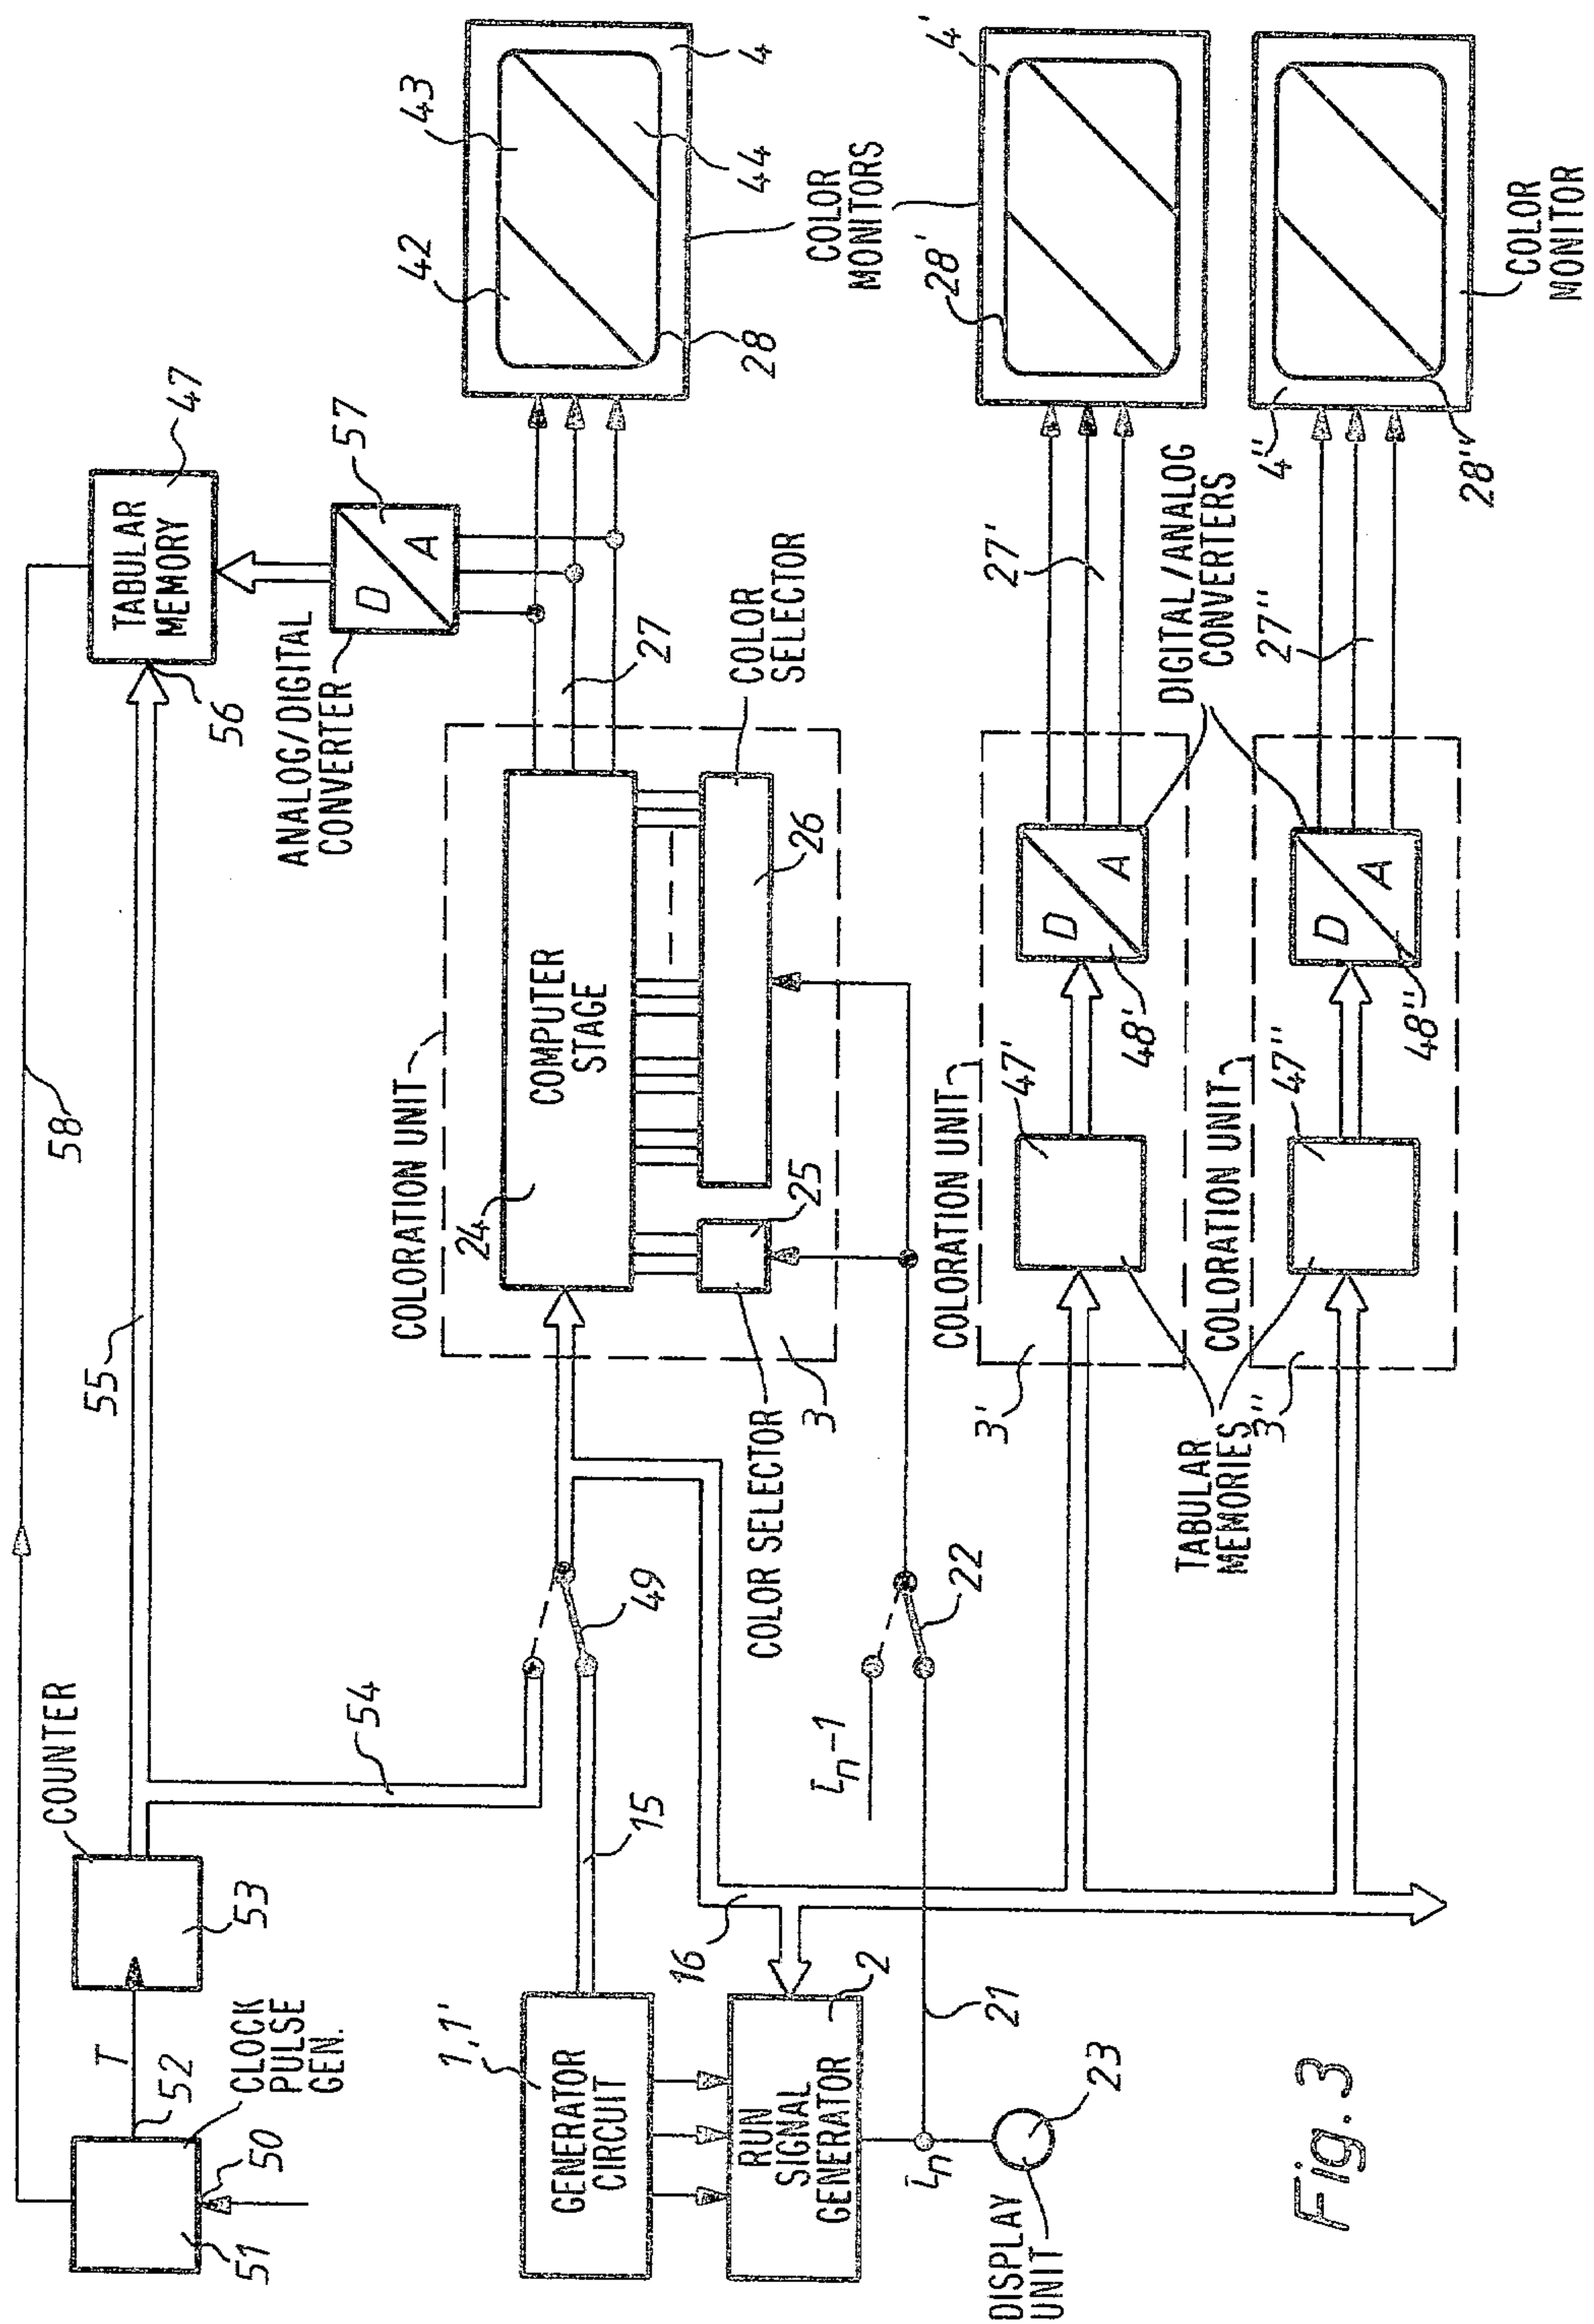 51
50
CLOCK
PULSE
GEN.
52
T
53
COUNTER
58
55
54
56
TABULAR
MEMORY
47
ANALOG/DIGITAL
CONVERTER
D
A
57
1,1'
GENERATOR
CIRCUIT
15
49
COLORATION UNIT
24
COMPUTER
STAGE
27
42
43
44
28
4
RUN
SIGNAL
GENERATOR
2
16
COLOR SELECTOR
3
25
26
COLOR
SELECTOR
COLOR
MONITORS
Ln
21
Ln-1
22
DISPLAY
UNIT
23
3'
COLORATION UNIT
47'
48'
D
A
27'
28'
4'
TABULAR
MEMORIES
DIGITAL/ANALOG
CONVERTERS
3''
COLORATION UNIT
47''
48''
D
A
27''
4''
28''
COLOR
MONITOR
Fig. 3